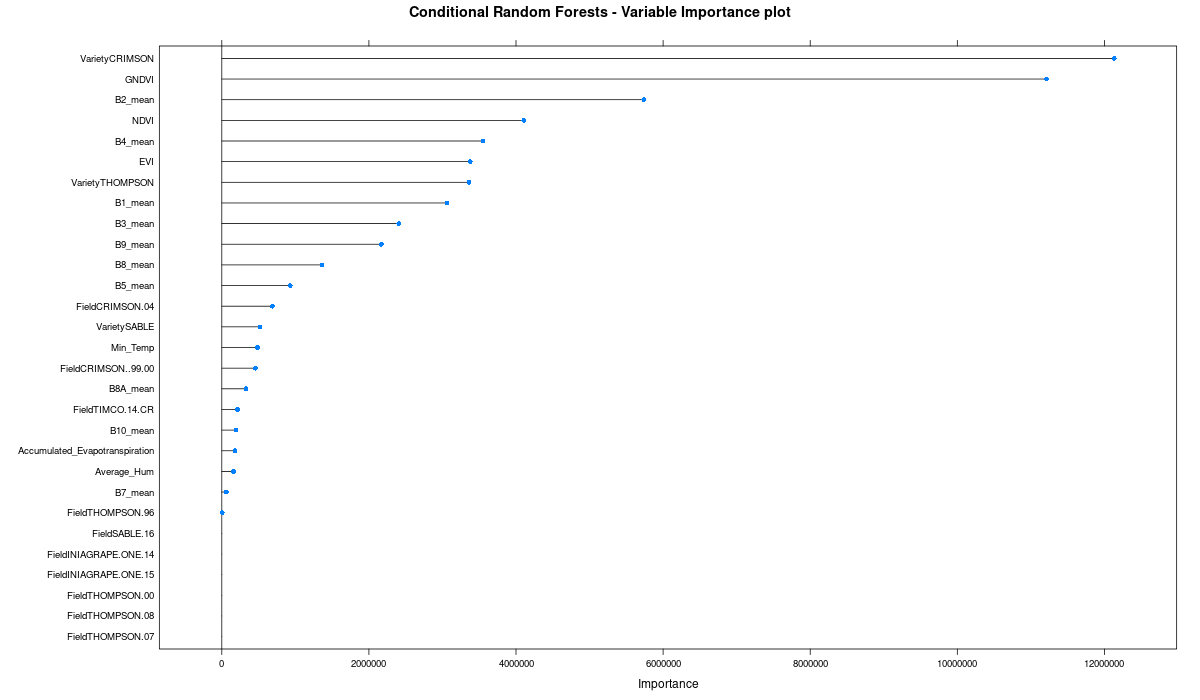 Conditional Random Forests - Variable Importance plot
VarietyCRIMSON
GNDVI
B2_mean
NDVI
B4_mean
EVI
VarietyTHOMPSON
B1_mean
B3_mean
B9_mean
B8_mean
B5_mean
FieldCRIMSON.04
VarietySABLE
Min_Temp
FieldCRIMSON..99.00
B8A_mean
FieldTIMCO.14.CR
B10_mean
Accumulated_Evapotranspiration
Average_Hum
B7_mean
FieldTHOMPSON.96
FieldSABLE.16
FieldINIAGRAPE.ONE.14
FieldINIAGRAPE.ONE.15
FieldTHOMPSON.00
FieldTHOMPSON.08
FieldTHOMPSON.07
0 2000000 4000000 6000000 8000000 10000000 12000000
Importance